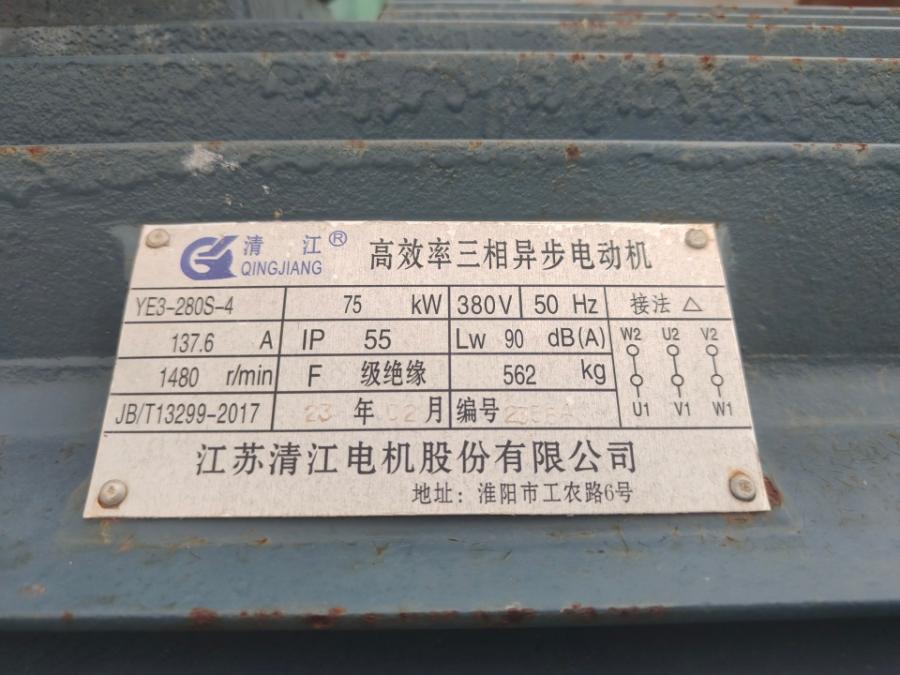 清 江®
QINGJIANG
高效率三相异步电动机
YE3-280S-4 75 kW 380V 50 Hz 接法 △
137.6 A IP 55 Lw 90 dB(A)
1480 r/min F 级绝缘 562 kg
JB/T13299-2017 23 年 02 月 编号
W2 U2 V2
U1 V1 W1
江苏清江电机股份有限公司
地址：淮阳市工农路6号